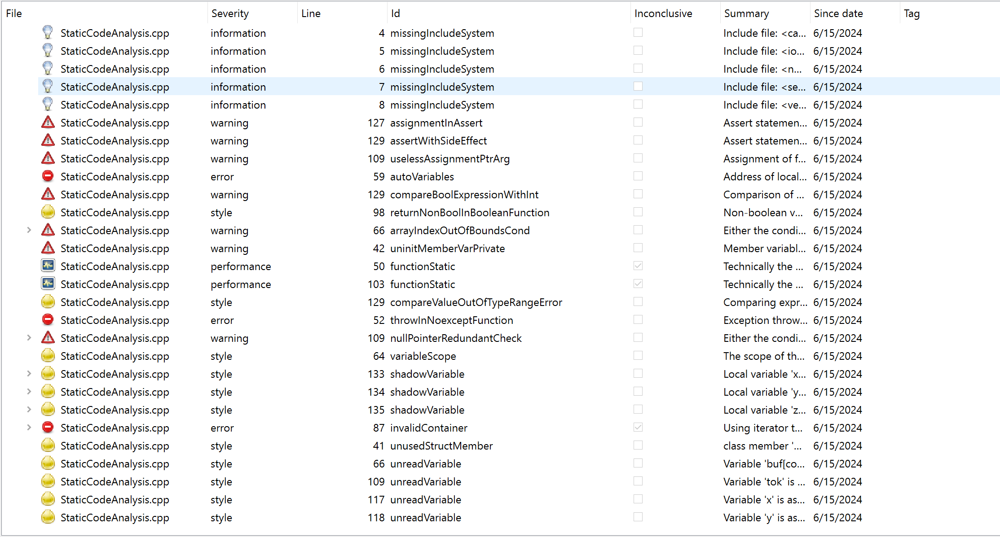 File Severity Line Id Inconclusive Summary Since date Tag
StaticCodeAnalysis.cpp information 4 missingIncludeSystem Include file: <ca... 6/15/2024
StaticCodeAnalysis.cpp information 5 missingIncludeSystem Include file: <io... 6/15/2024
StaticCodeAnalysis.cpp information 6 missingIncludeSystem Include file: <n... 6/15/2024
StaticCodeAnalysis.cpp information 7 missingIncludeSystem Include file: <se... 6/15/2024
StaticCodeAnalysis.cpp information 8 missingIncludeSystem Include file: <ve... 6/15/2024
StaticCodeAnalysis.cpp warning 127 assignmentInAssert Assert statemen... 6/15/2024
StaticCodeAnalysis.cpp warning 129 assertWithSideEffect Assert statemen... 6/15/2024
StaticCodeAnalysis.cpp warning 109 uselessAssignmentPtrArg Assignment of f... 6/15/2024
StaticCodeAnalysis.cpp error 59 autoVariables Address of local... 6/15/2024
StaticCodeAnalysis.cpp warning 129 compareBoolExpressionWithInt Comparison of ... 6/15/2024
StaticCodeAnalysis.cpp style 98 returnNonBoolInBooleanFunction Non-boolean v... 6/15/2024
StaticCodeAnalysis.cpp warning 66 arrayIndexOutOfBoundsCond Either the condi... 6/15/2024
StaticCodeAnalysis.cpp warning 42 uninitMemberVarPrivate Member variabl... 6/15/2024
StaticCodeAnalysis.cpp performance 50 functionStatic Technically the ... 6/15/2024
StaticCodeAnalysis.cpp performance 103 functionStatic Technically the ... 6/15/2024
StaticCodeAnalysis.cpp style 129 compareValueOutOfTypeRangeError Comparing expr... 6/15/2024
StaticCodeAnalysis.cpp error 52 throwInNoexceptFunction Exception throw... 6/15/2024
StaticCodeAnalysis.cpp warning 109 nullPointerRedundantCheck Either the condi... 6/15/2024
StaticCodeAnalysis.cpp style 64 variableScope The scope of th... 6/15/2024
StaticCodeAnalysis.cpp style 133 shadowVariable Local variable 'x... 6/15/2024
StaticCodeAnalysis.cpp style 134 shadowVariable Local variable 'y... 6/15/2024
StaticCodeAnalysis.cpp style 135 shadowVariable Local variable 'z... 6/15/2024
StaticCodeAnalysis.cpp error 87 invalidContainer Using iterator t... 6/15/2024
StaticCodeAnalysis.cpp style 41 unusedStructMember class member '... 6/15/2024
StaticCodeAnalysis.cpp style 66 unreadVariable Variable 'buf[co... 6/15/2024
StaticCodeAnalysis.cpp style 109 unreadVariable Variable 'tok' is ... 6/15/2024
StaticCodeAnalysis.cpp style 117 unreadVariable Variable 'x' is as... 6/15/2024
StaticCodeAnalysis.cpp style 118 unreadVariable Variable 'y' is as... 6/15/2024